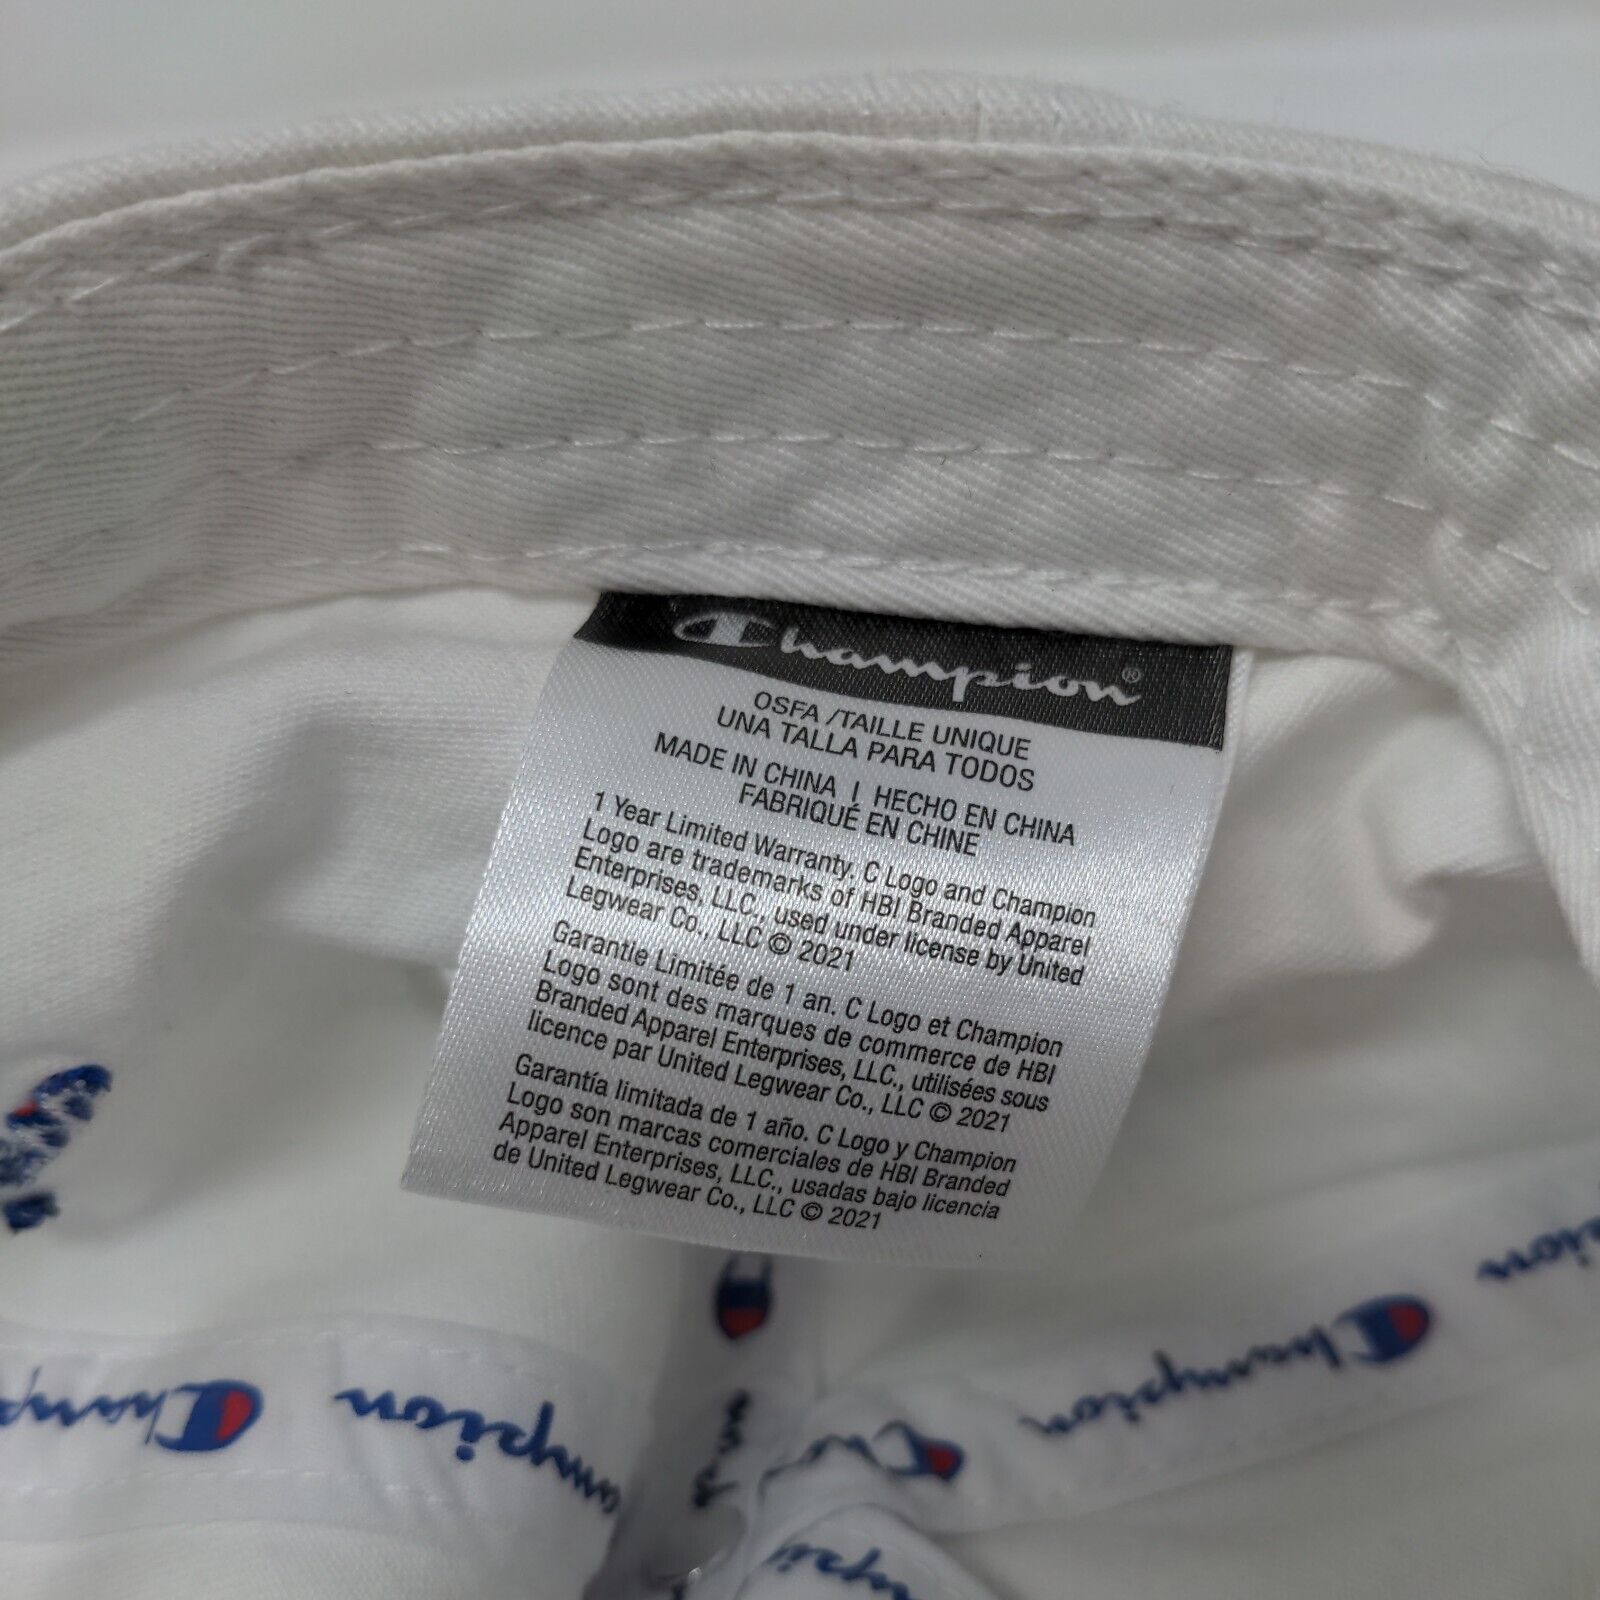 Champion®
OSFA /TAILLE UNIQUE
UNA TALLA PARA TODOS
MADE IN CHINA | HECHO EN CHINA
FABRIQUÉ EN CHINE
1 Year Limited Warranty. C Logo and Champion
Logo are trademarks of HBI Branded Apparel
Enterprises, LLC., used under license by United
Legwear Co., LLC © 2021
Garantie Limitée de 1 an. C Logo et Champion
Logo sont des marques de commerce de HBI
Branded Apparel Enterprises, LLC., utilisées sous
licence par United Legwear Co., LLC © 2021
Garantía limitada de 1 año. C Logo y Champion
Logo son marcas comerciales de HBI Branded
Apparel Enterprises, LLC., usadas bajo licencia
de United Legwear Co., LLC © 2021
pion
Champion
Champ
ampion